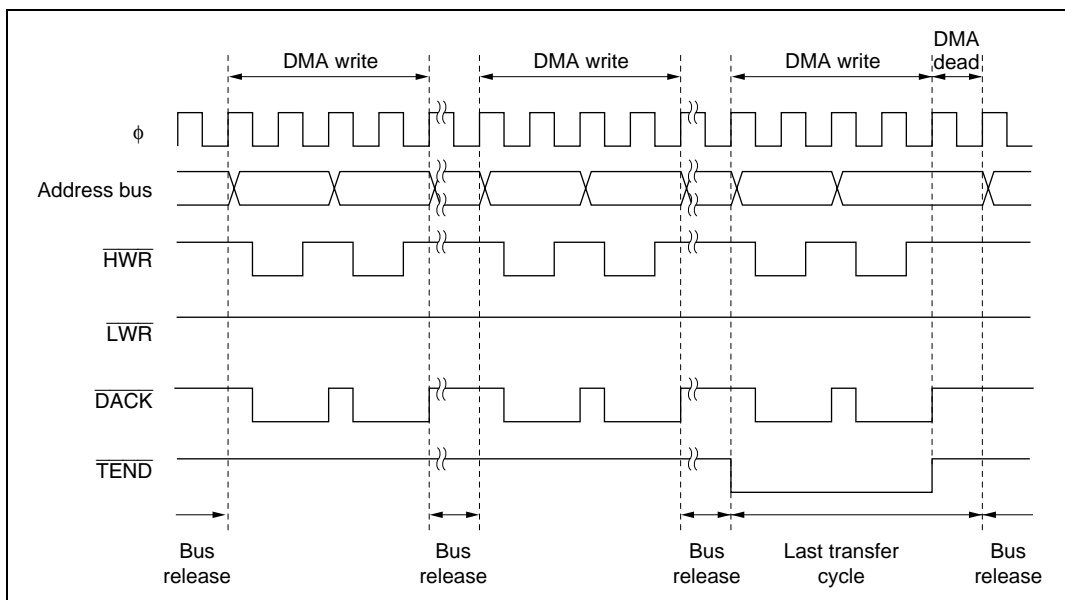 DMA write
DMA write
DMA write
DMA
dead
ϕ
Address bus
HWR
LWR
DACK
TEND
Bus
release
Bus
release
Bus
release
Last transfer
cycle
Bus
release